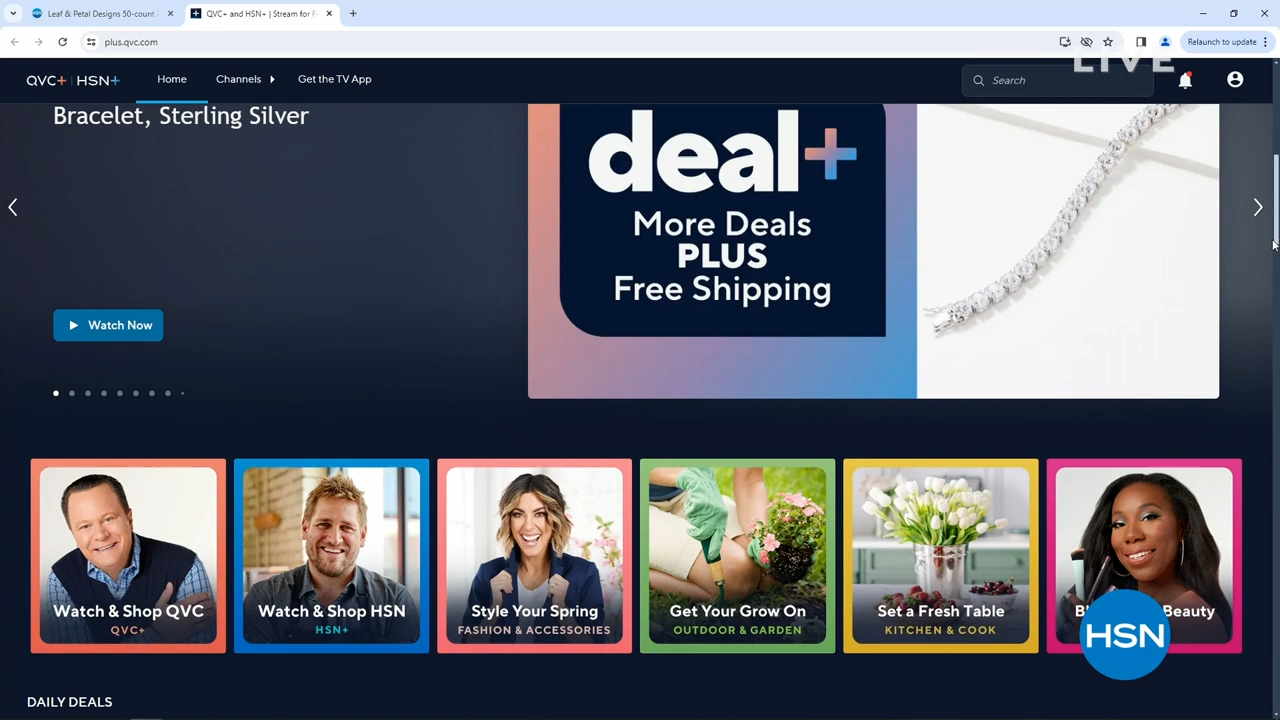 Leaf & Petal Designs 50-count
QVC+ and HSN+ | Stream for F
plus.qvc.com
Relaunch to update
LIVE
QVC+ | HSN+
Home
Channels
Get the TV App
Search
Bracelet, Sterling Silver
deal+
More Deals
PLUS
Free Shipping
Watch Now
Watch & Shop QVC
QVC+
Watch & Shop HSN
HSN+
Style Your Spring
FASHION & ACCESSORIES
Get Your Grow On
OUTDOOR & GARDEN
Set a Fresh Table
KITCHEN & COOK
Beauty
HSN
DAILY DEALS